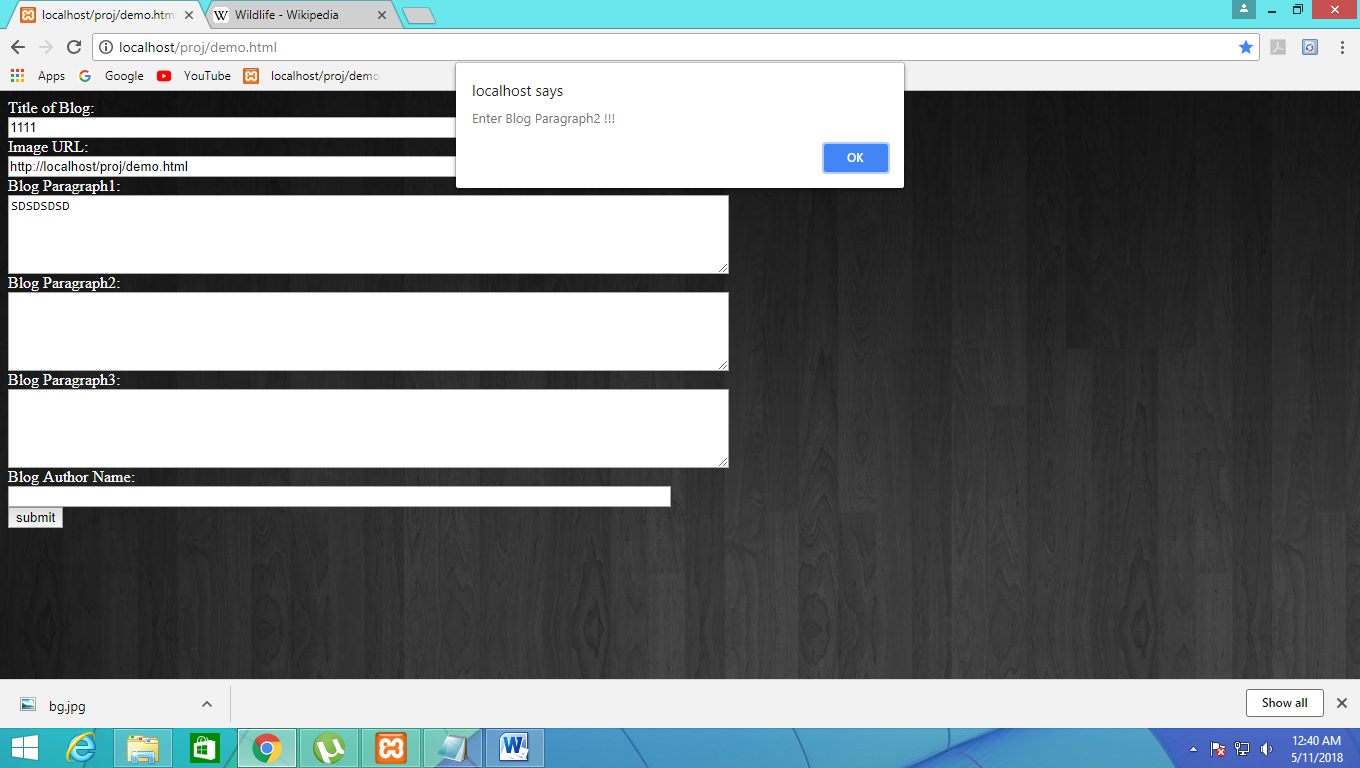 localhost/proj/demo.htm
Wildlife - Wikipedia
localhost/proj/demo.html
Apps
Google
YouTube
localhost/proj/demo
localhost says
Enter Blog Paragraph2 !!!
OK
Title of Blog:
1111
Image URL:
http://localhost/proj/demo.html
Blog Paragraph1:
SDSDSDSD
Blog Paragraph2:
Blog Paragraph3:
Blog Author Name:
submit
bg.jpg
Show all
12:40 AM
5/11/2018